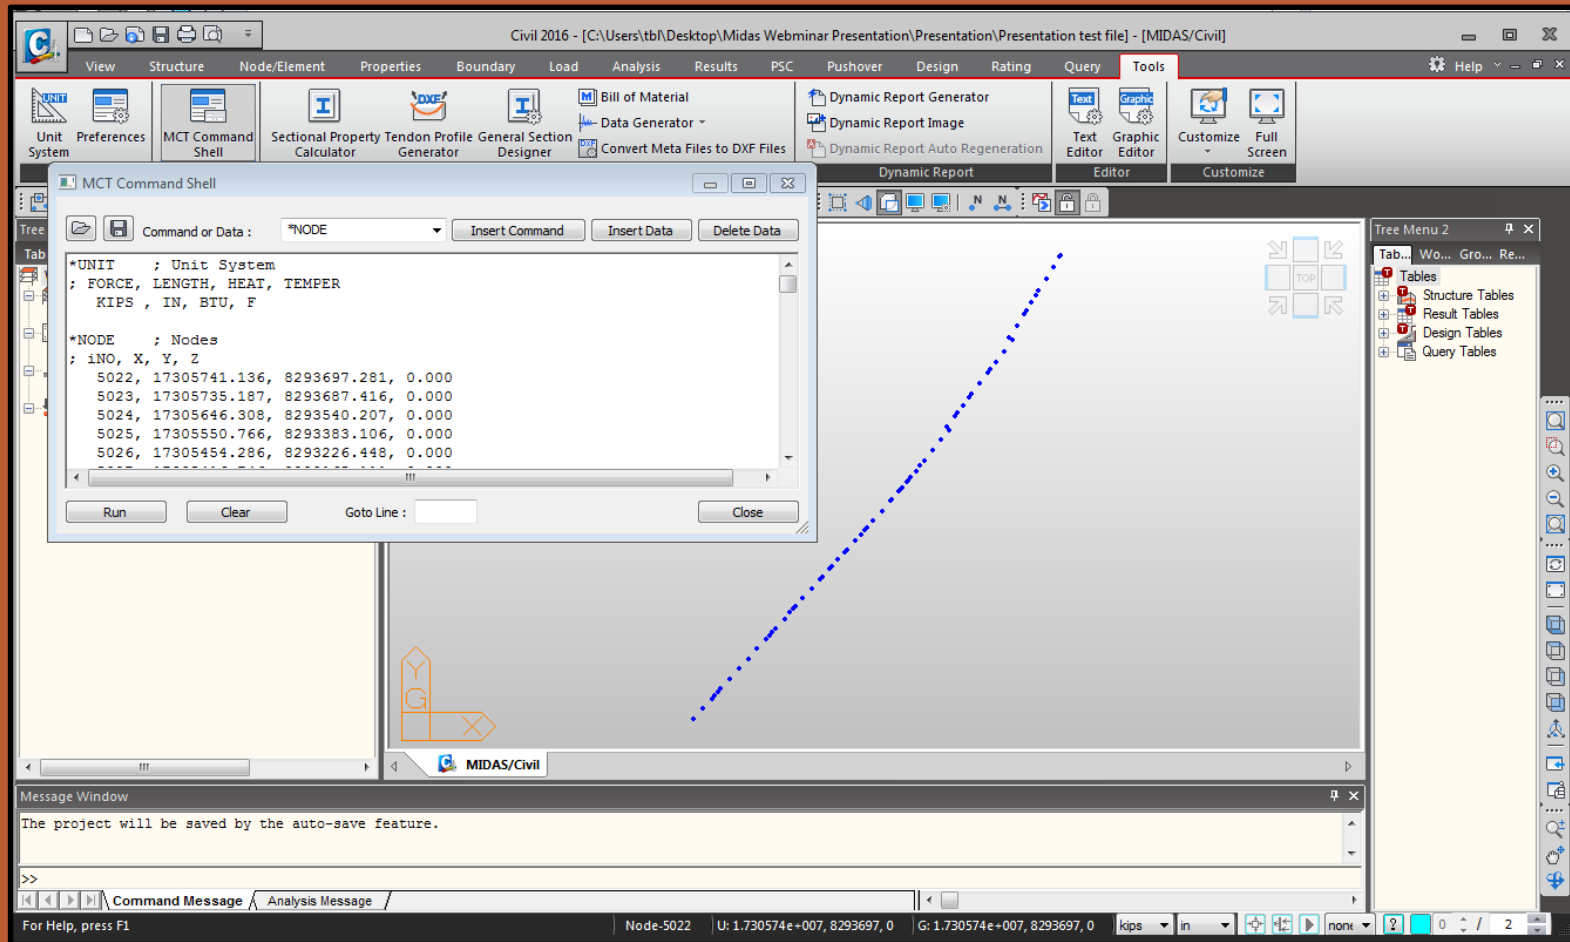 Civil 2016 - [C:\Users\tbl\Desktop\Midas Webminar Presentation\Presentation\Presentation test file] - [MIDAS/Civil]
View Structure Node/Element Properties Boundary Load Analysis Results PSC Pushover Design Rating Query Tools Help
Unit System
Preferences
MCT Command Shell
Sectional Property Calculator
Tendon Profile Generator
General Section Designer
Bill of Material
Data Generator
Convert Meta Files to DXF Files
Dynamic Report Generator
Dynamic Report Image
Dynamic Report Auto Regeneration
Text Editor
Graphic Editor
Customize
Full Screen
Dynamic Report
Editor
Customize
MCT Command Shell
Command or Data :
*NODE
Insert Command
Insert Data
Delete Data
*UNIT    ; Unit System
; FORCE, LENGTH, HEAT, TEMPER
KIPS , IN, BTU, F
*NODE    ; Nodes
; iNO, X, Y, Z
5022, 17305741.136, 8293697.281, 0.000
5023, 17305735.187, 8293687.416, 0.000
5024, 17305646.308, 8293540.207, 0.000
5025, 17305550.766, 8293383.106, 0.000
5026, 17305454.286, 8293226.448, 0.000
Run
Clear
Goto Line :
Close
Tree
Tab
TOP
Y
G
X
MIDAS/Civil
Tree Menu 2
Tab... Wo... Gro... Re...
Tables
Structure Tables
Result Tables
Design Tables
Query Tables
Message Window
The project will be saved by the auto-save feature.
>>
Command Message
Analysis Message
For Help, press F1
Node-5022
U: 1.730574e+007, 8293697, 0
G: 1.730574e+007, 8293697, 0
kips
in
none
?
0
/
2